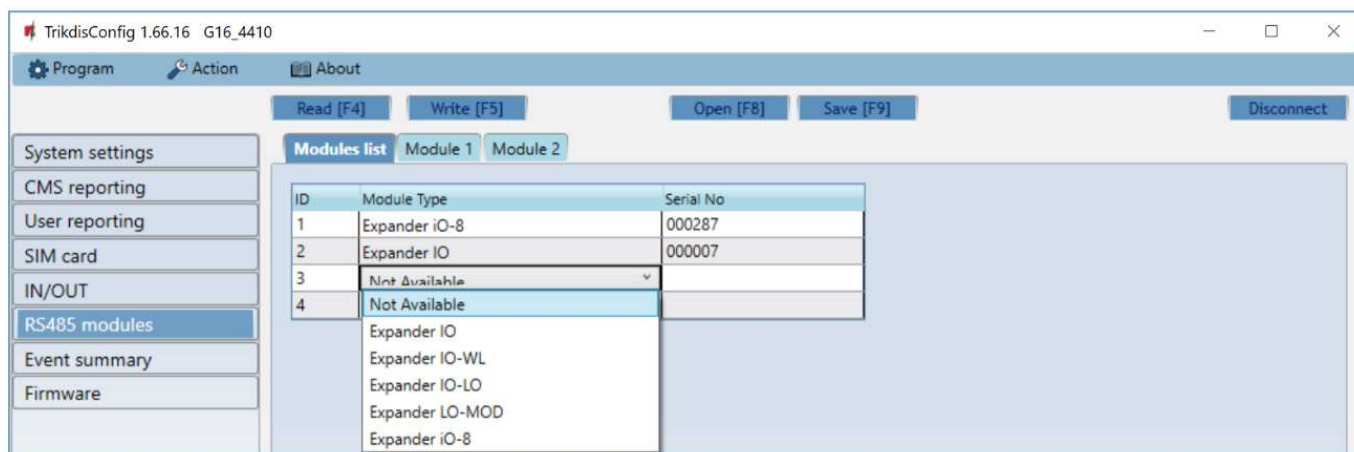 TrikdisConfig 1.66.16 G16_4410
Program Action About
Read [F4] Write [F5] Open [F8] Save [F9] Disconnect
System settings
CMS reporting
User reporting
SIM card
IN/OUT
RS485 modules
Event summary
Firmware
Modules list Module 1 Module 2
ID Module Type Serial No
1 Expander iO-8 000287
2 Expander IO 000007
3 Not Available
4
Not Available
Expander IO
Expander IO-WL
Expander IO-LO
Expander LO-MOD
Expander iO-8